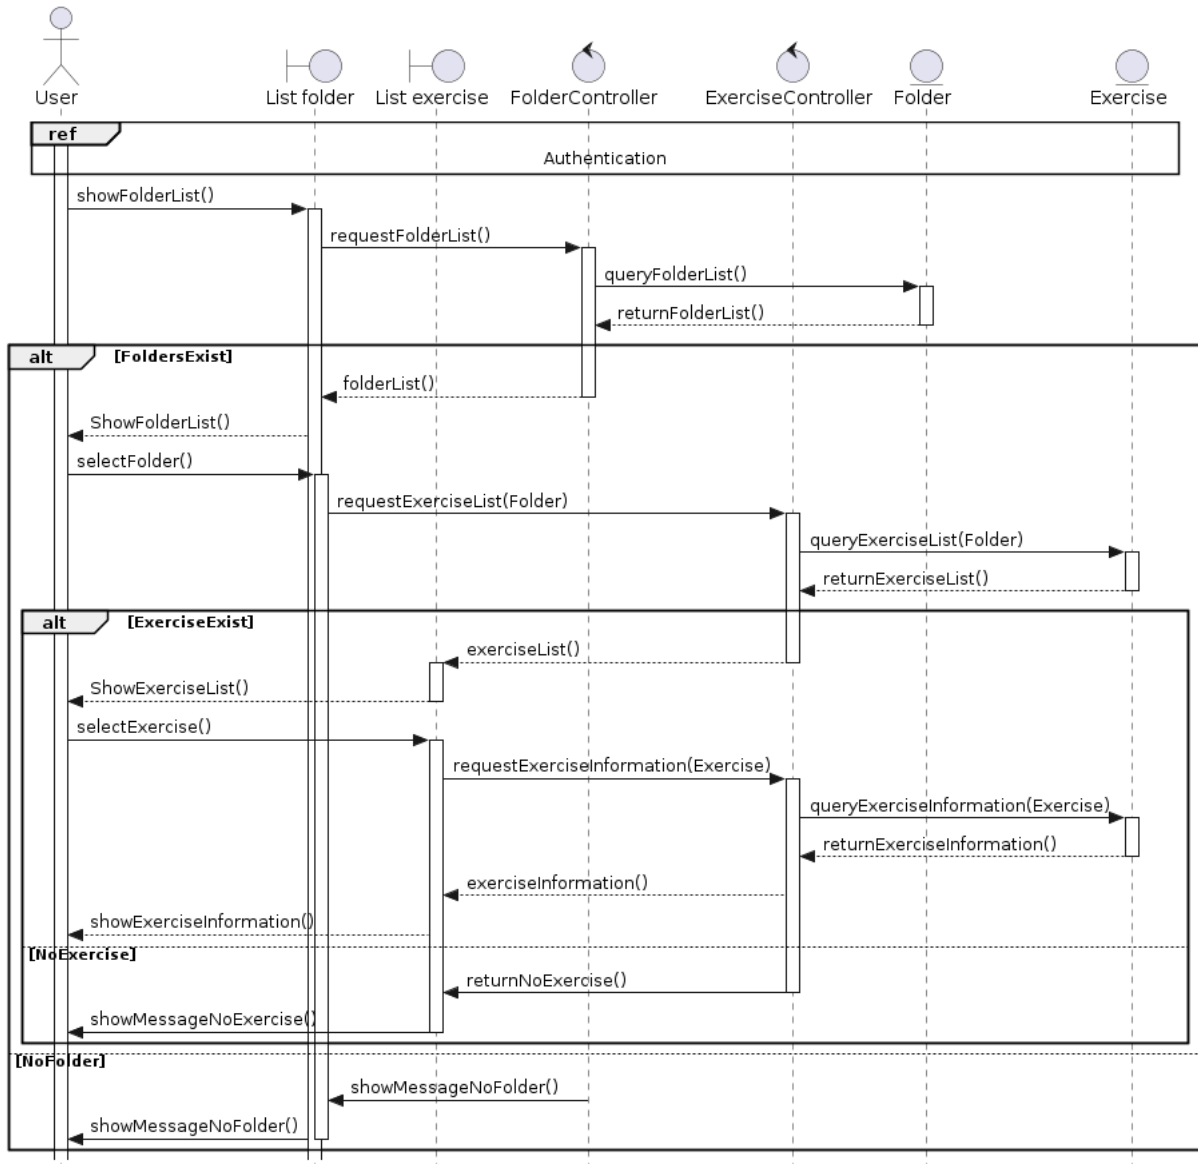 User
List folder
List exercise
FolderController
ExerciseController
Folder
Exercise
ref
Authentication
showFolderList()
requestFolderList()
queryFolderList()
returnFolderList()
alt
[FoldersExist]
folderList()
ShowFolderList()
selectFolder()
requestExerciseList(Folder)
queryExerciseList(Folder)
returnExerciseList()
alt
[ExerciseExist]
exerciseList()
ShowExerciseList()
selectExercise()
requestExerciseInformation(Exercise)
queryExerciseInformation(Exercise)
returnExerciseInformation()
exerciseInformation()
showExerciseInformation()
[NoExercise]
returnNoExercise()
showMessageNoExercise()
[NoFolder]
showMessageNoFolder()
showMessageNoFolder()